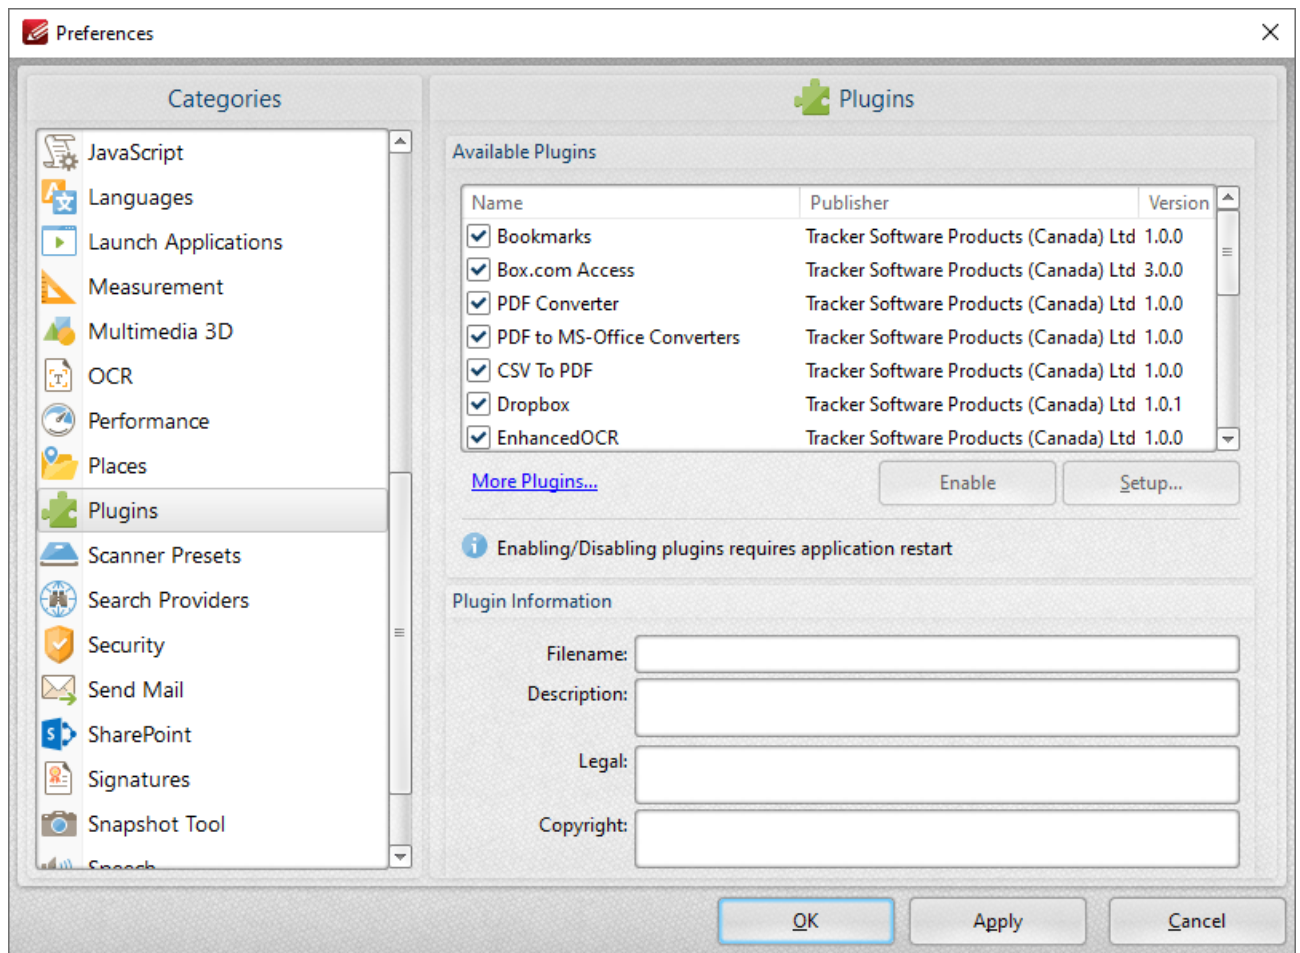 Preferences
Categories
JavaScript
Languages
Launch Applications
Measurement
Multimedia 3D
OCR
Performance
Places
Plugins
Scanner Presets
Search Providers
Security
Send Mail
SharePoint
Signatures
Snapshot Tool
Speech
Plugins
Available Plugins
Name Publisher Version
Bookmarks Tracker Software Products (Canada) Ltd 1.0.0
Box.com Access Tracker Software Products (Canada) Ltd 3.0.0
PDF Converter Tracker Software Products (Canada) Ltd 1.0.0
PDF to MS-Office Converters Tracker Software Products (Canada) Ltd 1.0.0
CSV To PDF Tracker Software Products (Canada) Ltd 1.0.0
Dropbox Tracker Software Products (Canada) Ltd 1.0.1
EnhancedOCR Tracker Software Products (Canada) Ltd 1.0.0
More Plugins... Enable Setup...
Enabling/Disabling plugins requires application restart
Plugin Information
Filename:
Description:
Legal:
Copyright:
OK Apply Cancel